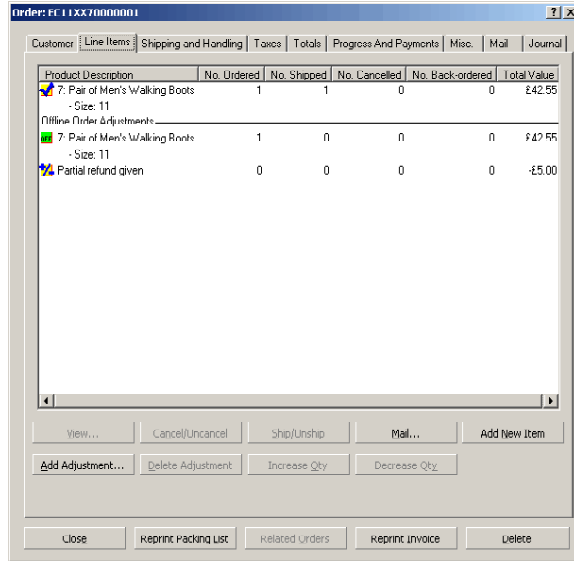 Order: EC11XX70000001
Customer Line Items Shipping and Handling Taxes Totals Progress And Payments Misc. Mail Journal
Product Description No. Ordered No. Shipped No. Cancelled No. Back-ordered Total Value
7: Pair of Men's Walking Boots 1 1 0 0 £42.55
- Size: 11
Offline Order Adjustments
OFF 7: Pair of Men's Walking Boots 1 0 0 0 £42.55
- Size: 11
Partial refund given 0 0 0 0 -£5.00
View... Cancel/Uncancel Ship/Unship Mail... Add New Item
Add Adjustment... Delete Adjustment Increase Qty Decrease Qty
Close Reprint Packing List Related Orders Reprint Invoice Delete